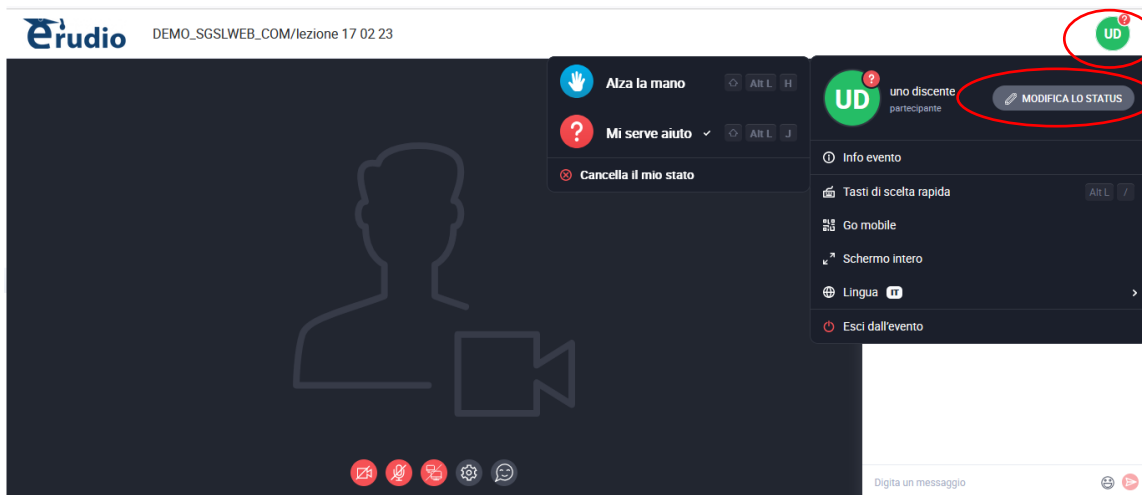 erudio
DEMO_SGSLWEB_COM/lezione 17 02 23
UD
?
Alza la mano Alt L H
? Mi serve aiuto Alt L J
Cancella il mio stato
UD
?
uno discente
partecipante
MODIFICA LO STATUS
Info evento
Tasti di scelta rapida Alt L /
Go mobile
Schermo intero
Lingua IT
Esci dall'evento
Digita un messaggio